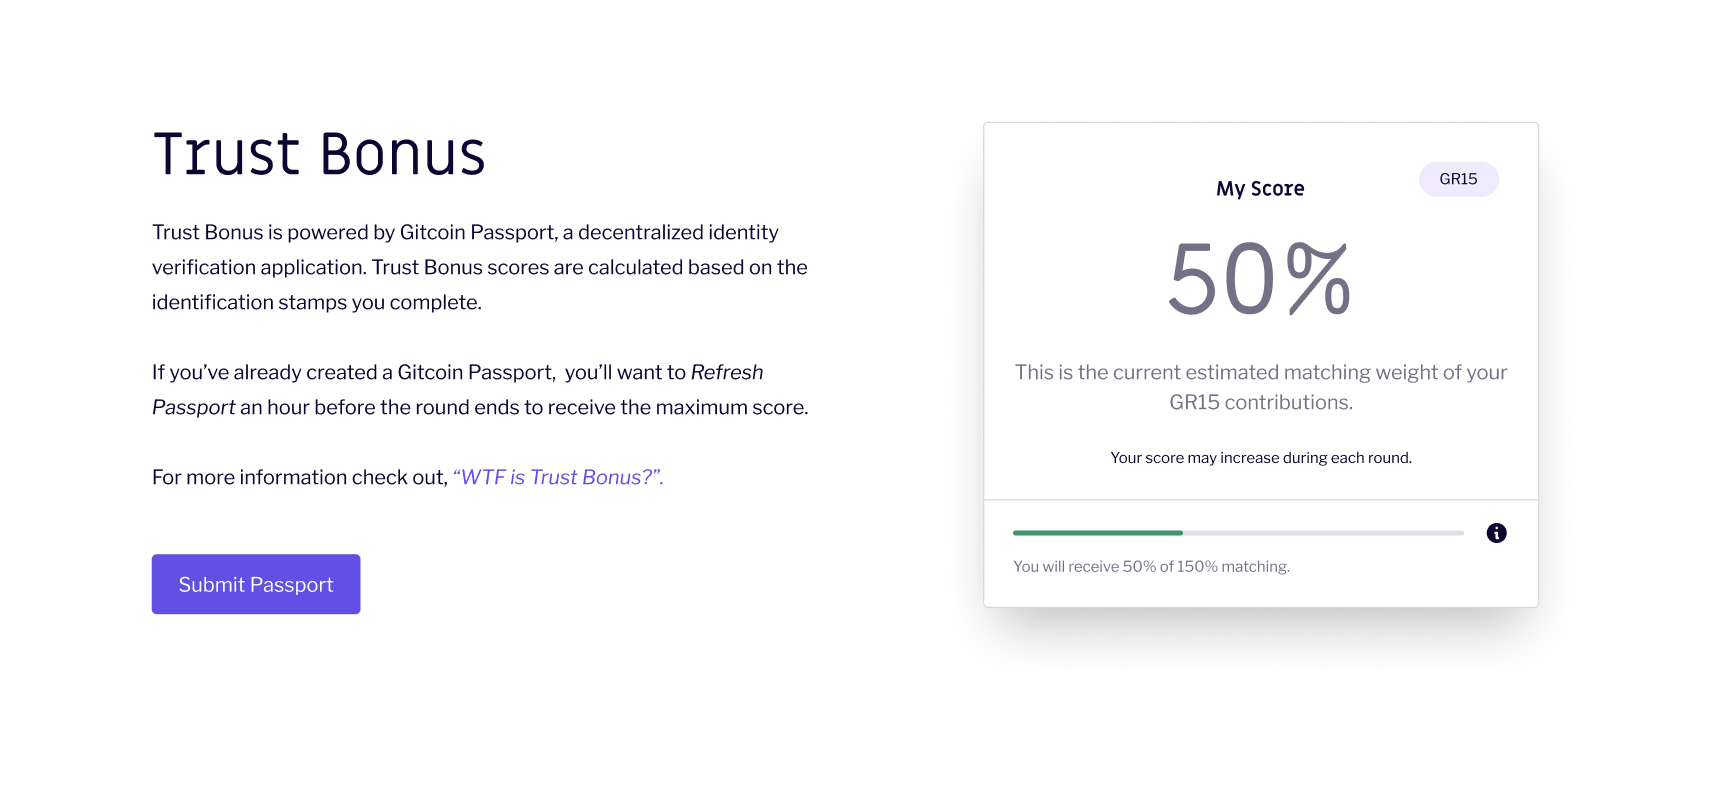 Trust Bonus
Trust Bonus is powered by Gitcoin Passport, a decentralized identity
verification application. Trust Bonus scores are calculated based on the
identification stamps you complete.
If you’ve already created a Gitcoin Passport,  you’ll want to Refresh
Passport an hour before the round ends to receive the maximum score.
For more information check out, “WTF is Trust Bonus?”.
Submit Passport
My Score
GR15
50%
This is the current estimated matching weight of your
GR15 contributions.
Your score may increase during each round.
You will receive 50% of 150% matching.